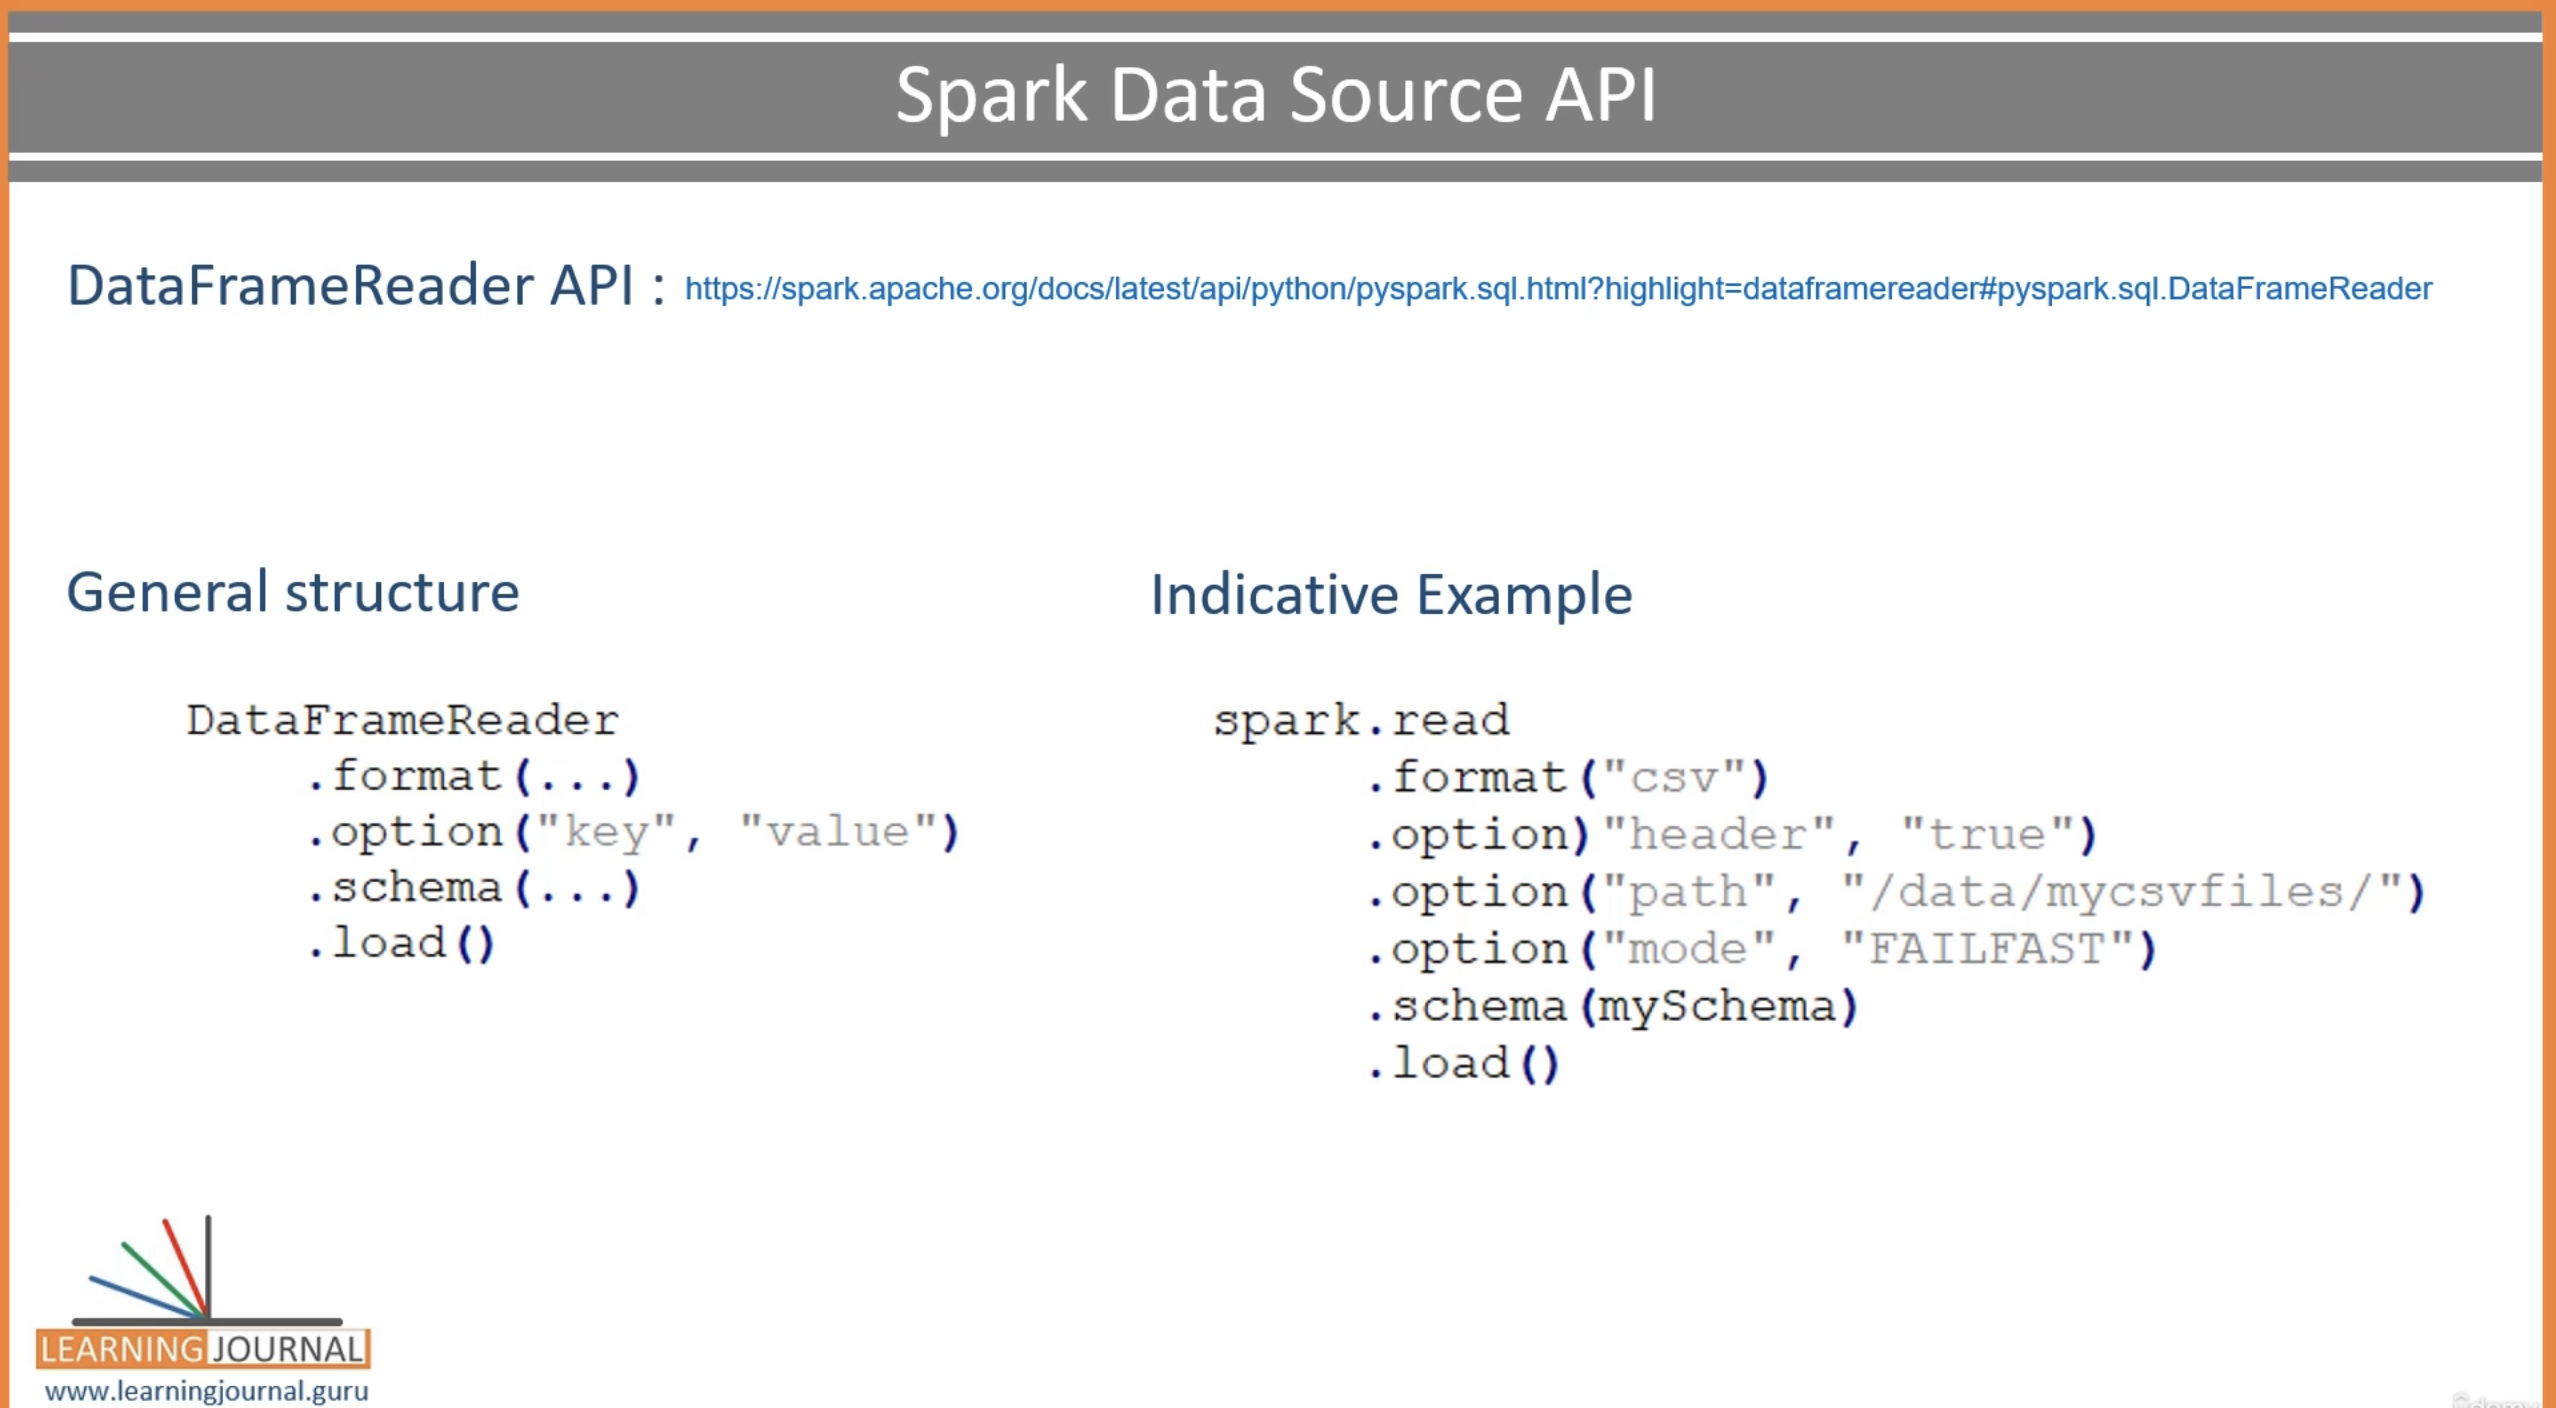 Spark Data Source API
DataFrameReader API : https://spark.apache.org/docs/latest/api/python/pyspark.sql.html?highlight=dataframereader#pyspark.sql.DataFrameReader
General structure
DataFrameReader
.format(...)
.option("key", "value")
.schema(...)
.load()
Indicative Example
spark.read
.format("csv")
.option)"header", "true")
.option("path", "/data/mycsvfiles/")
.option("mode", "FAILFAST")
.schema(mySchema)
.load()
LEARNING JOURNAL
www.learningjournal.guru